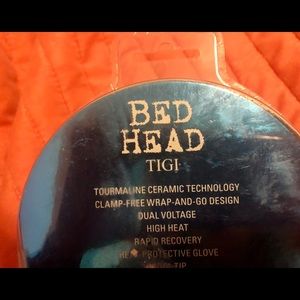 BED
HEAD
TIGI
TOURMALINE CERAMIC TECHNOLOGY
CLAMP-FREE WRAP-AND-GO DESIGN
DUAL VOLTAGE
HIGH HEAT
RAPID RECOVERY
HEAT PROTECTIVE GLOVE
TIP